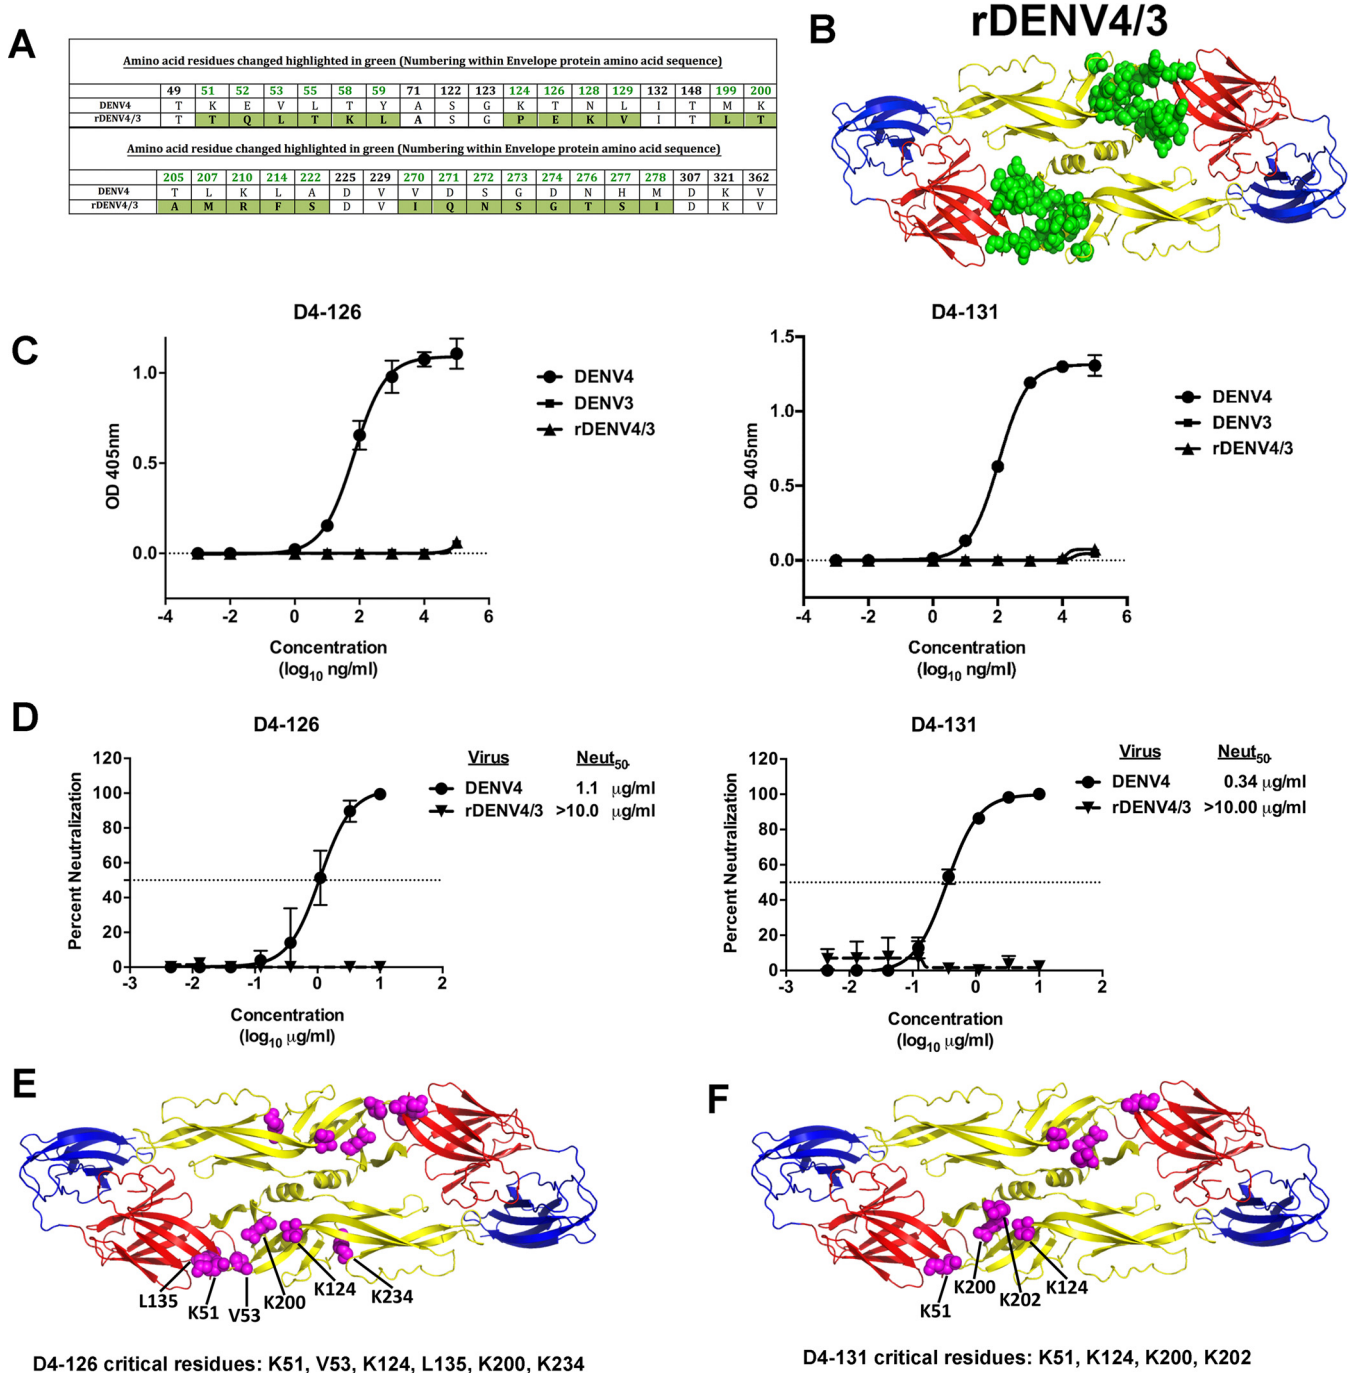 A
Amino acid residues changed highlighted in green (Numbering within Envelope protein amino acid sequence)
49 51 52 53 55 58 59 71 122 123 124 126 128 129 132 148 199 200
DENV4 T K E V L T Y A S G K T N L I T M K
rDENV4/3 T T Q L T K L A S G P E K V I T L T
Amino acid residue changed highlighted in green (Numbering within Envelope protein amino acid sequence)
205 207 210 214 222 225 229 270 271 272 273 274 276 277 278 307 321 362
DENV4 T L K L A D V V D S G D N H M D K V
rDENV4/3 A M R F S D V I Q N S G T S I D K V
B
rDENV4/3
C
D4-126
OD 405nm
1.0
0.5
0.0
-4 -2 0 2 4 6
Concentration
(log10 ng/ml)
DENV4
DENV3
rDENV4/3
D4-131
OD 405nm
1.5
1.0
0.5
0.0
-4 -2 0 2 4 6
Concentration
(log10 ng/ml)
DENV4
DENV3
rDENV4/3
D
D4-126
Percent Neutralization
120
100
80
60
40
20
0
-3 -2 -1 0 1 2
Concentration
(log10 μg/ml)
Virus Neut50.
DENV4 1.1 μg/ml
rDENV4/3 >10.0 μg/ml
D4-131
Percent Neutralization
120
100
80
60
40
20
0
-3 -2 -1 0 1 2
Concentration
(log10 μg/ml)
Virus Neut50.
DENV4 0.34 μg/ml
rDENV4/3 >10.00 μg/ml
E
L135
K51
V53
K200
K124
K234
D4-126 critical residues: K51, V53, K124, L135, K200, K234
F
K51
K200
K202
K124
D4-131 critical residues: K51, K124, K200, K202